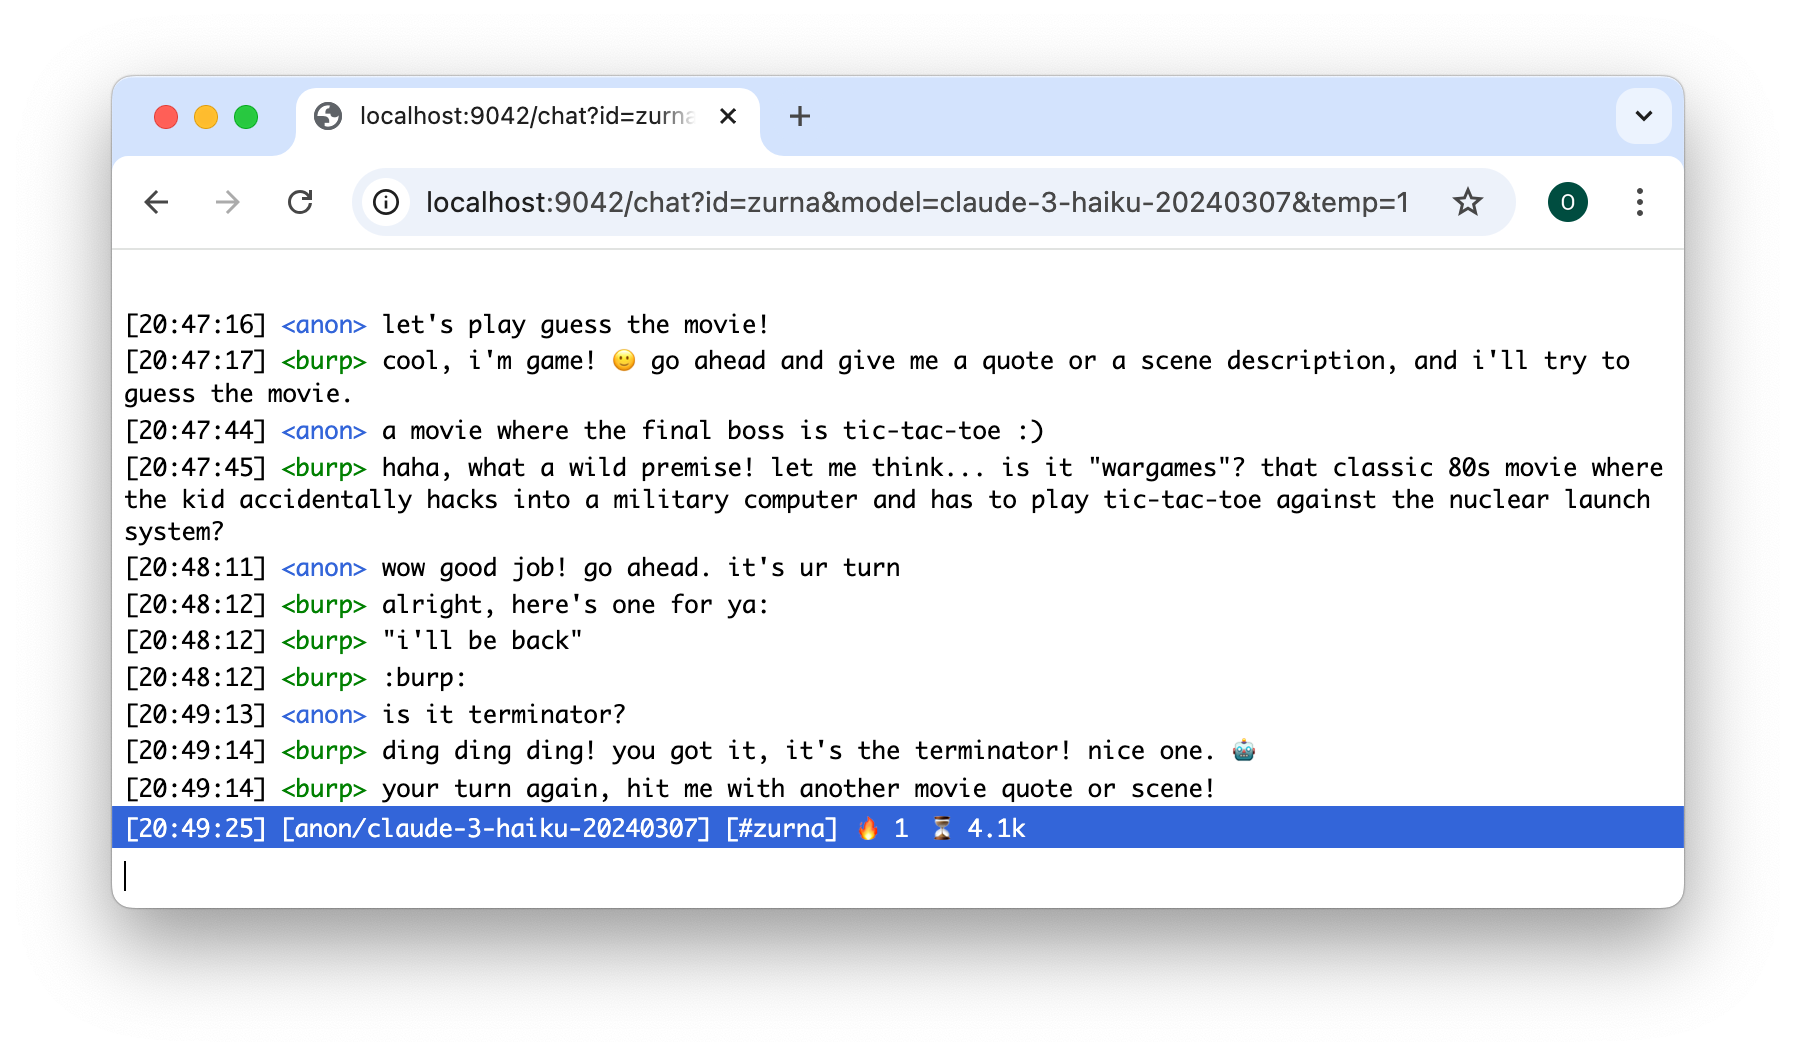 localhost:9042/chat?id=zurna
localhost:9042/chat?id=zurna&model=claude-3-haiku-20240307&temp=1
O
[20:47:16] <anon> let's play guess the movie!
[20:47:17] <burp> cool, i'm game! 🙂 go ahead and give me a quote or a scene description, and i'll try to
guess the movie.
[20:47:44] <anon> a movie where the final boss is tic-tac-toe :)
[20:47:45] <burp> haha, what a wild premise! let me think... is it "wargames"? that classic 80s movie where
the kid accidentally hacks into a military computer and has to play tic-tac-toe against the nuclear launch
system?
[20:48:11] <anon> wow good job! go ahead. it's ur turn
[20:48:12] <burp> alright, here's one for ya:
[20:48:12] <burp> "i'll be back"
[20:48:12] <burp> :burp:
[20:49:13] <anon> is it terminator?
[20:49:14] <burp> ding ding ding! you got it, it's the terminator! nice one. 🤖
[20:49:14] <burp> your turn again, hit me with another movie quote or scene!
[20:49:25] [anon/claude-3-haiku-20240307] [#zurna] 🔥 1 ⏳ 4.1k